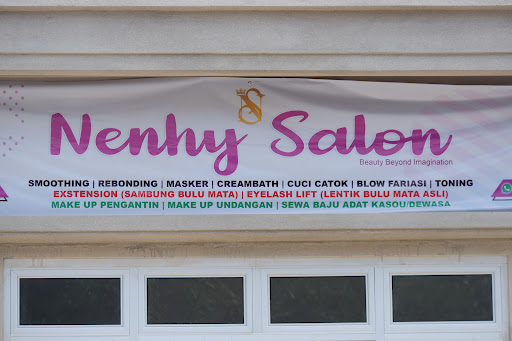 Nenhy Salon
Beauty Beyond Imagination
SMOOTHING | REBONDING | MASKER | CREAMBATH | CUCI CATOK | BLOW FARIASI | TONING
EXSTENSION (SAMBUNG BULU MATA) | EYELASH LIFT (LENTIK BULU MATA ASLI)
MAKE UP PENGANTIN | MAKE UP UNDANGAN | SEWA BAJU ADAT KASOU/DEWASA